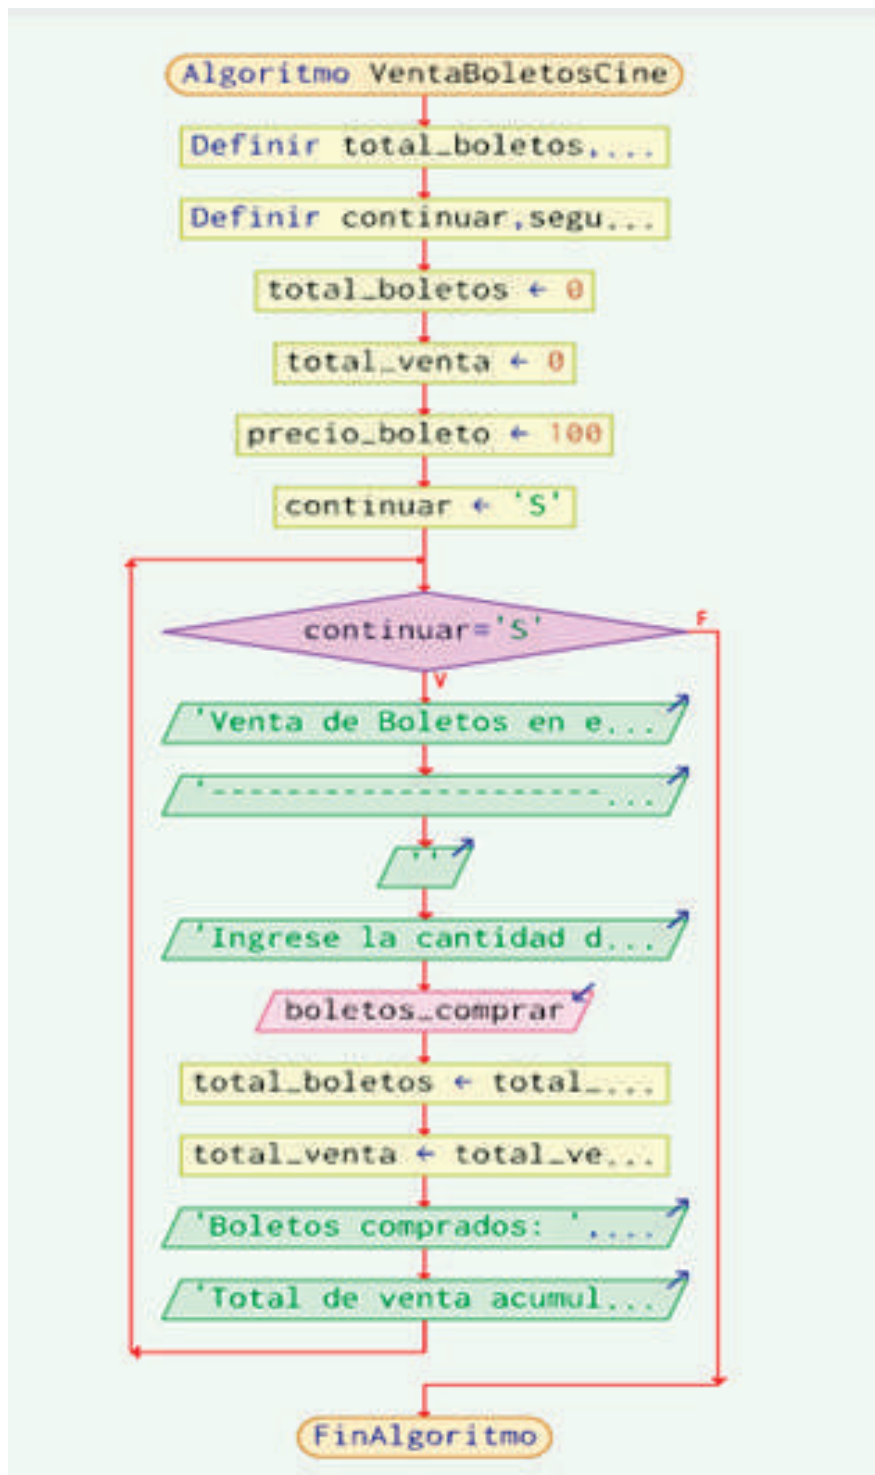 Algoritmo VentaBoletosCine
Definir total_boletos,....
Definir continuar,segu...
total_boletos ← 0
total_venta ← 0
precio_boleto ← 100
continuar ← 'S'
continuar='S'
F
V
'Venta de Boletos en e...
'---------------------...
''
'Ingrese la cantidad d...
boletos_comprar
total_boletos ← total_...
total_venta ← total_ve...
'Boletos comprados: ',...
'Total de venta acumul...
FinAlgoritmo